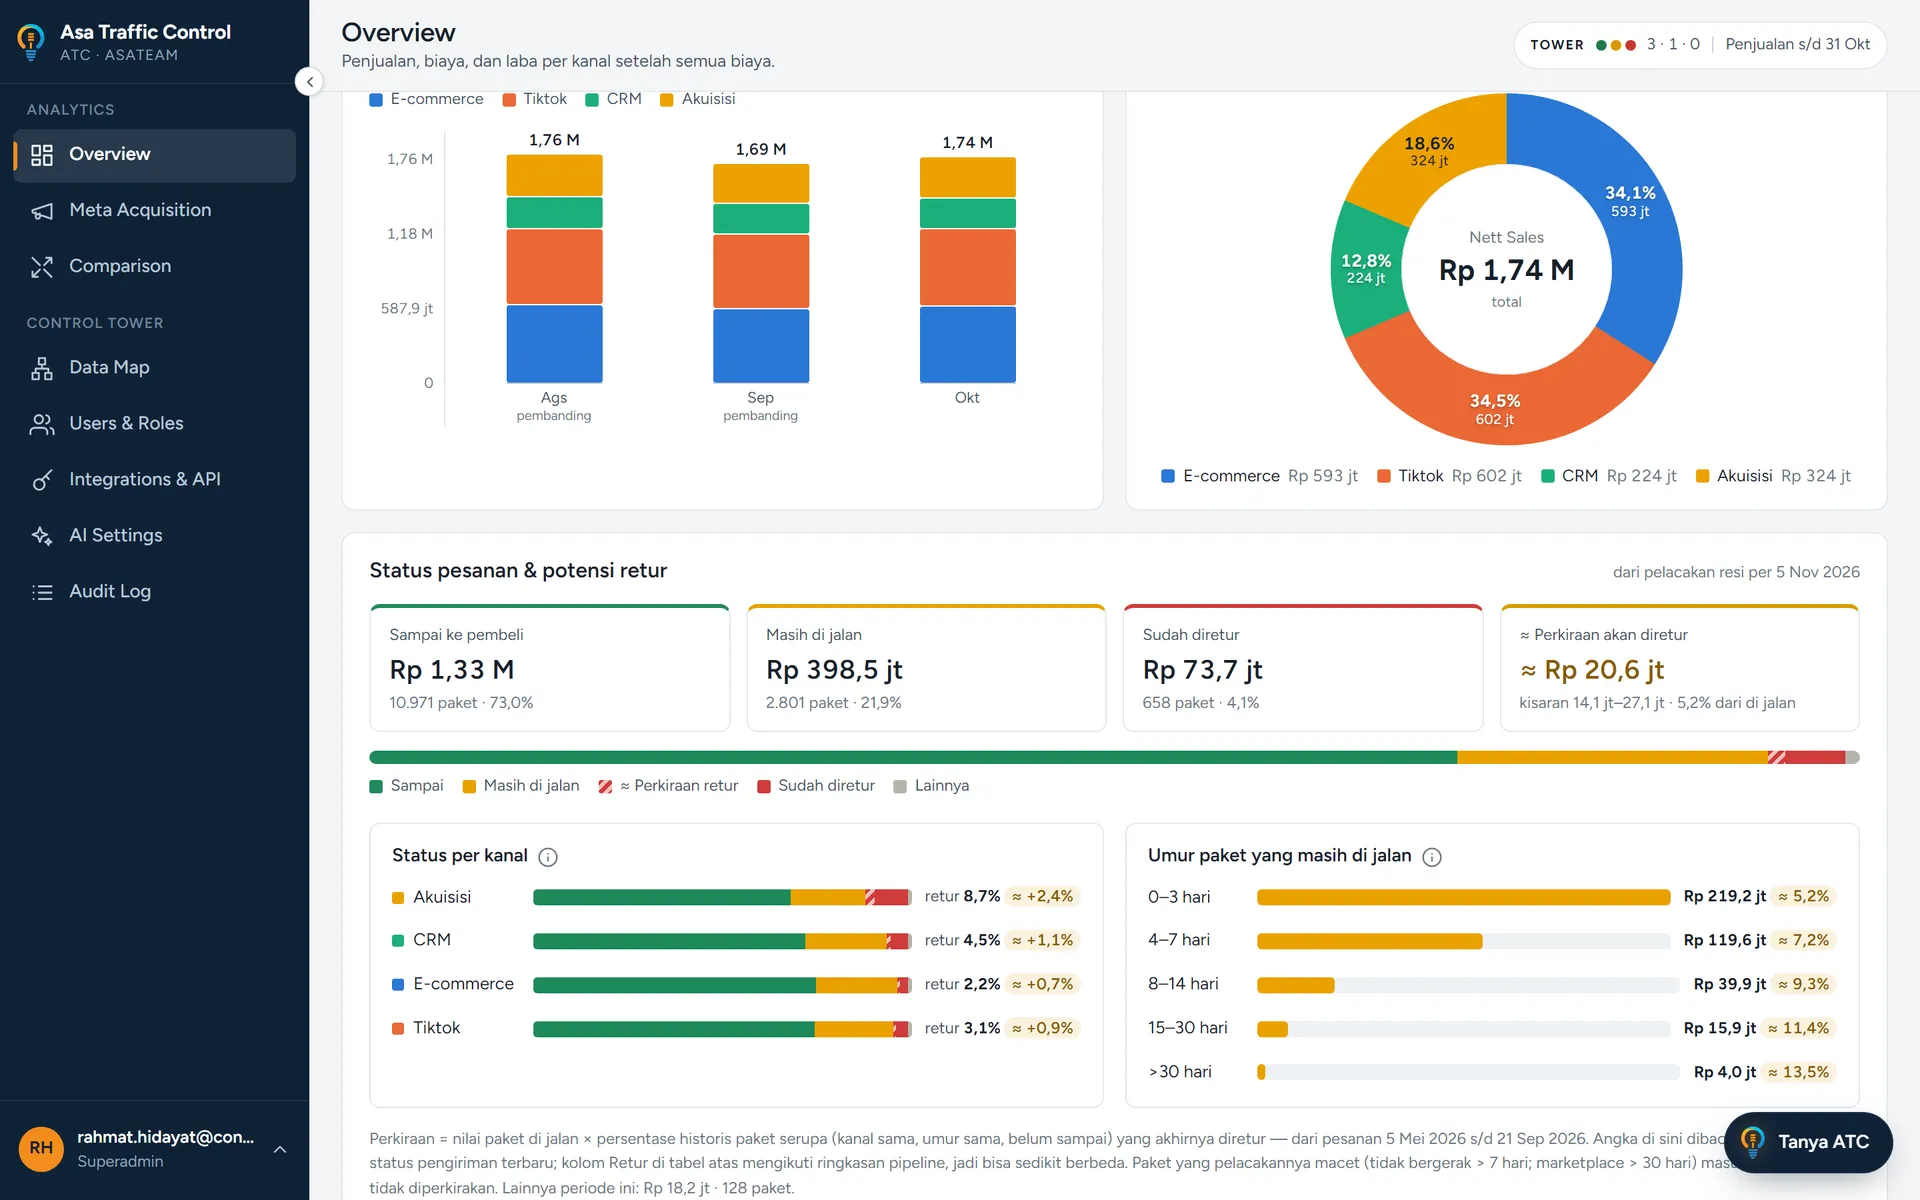 Asa Traffic Control
ATC · ASATEAM
ANALYTICS
Overview
Meta Acquisition
Comparison
CONTROL TOWER
Data Map
Users & Roles
Integrations & API
AI Settings
Audit Log
RH
rahmat.hidayat@con...
Superadmin
Overview
Penjualan, biaya, dan laba per kanal setelah semua biaya.
TOWER 3 · 1 · 0 Penjualan s/d 31 Okt
E-commerce Tiktok CRM Akuisisi
1,76 M
1,18 M
587,9 jt
0
1,76 M
1,69 M
1,74 M
Ags
pembanding
Sep
pembanding
Okt
18,6%
324 jt
34,1%
593 jt
12,8%
224 jt
34,5%
602 jt
Nett Sales
Rp 1,74 M
total
E-commerce Rp 593 jt Tiktok Rp 602 jt CRM Rp 224 jt Akuisisi Rp 324 jt
Status pesanan & potensi retur
dari pelacakan resi per 5 Nov 2026
Sampai ke pembeli
Rp 1,33 M
10.971 paket · 73,0%
Masih di jalan
Rp 398,5 jt
2.801 paket · 21,9%
Sudah diretur
Rp 73,7 jt
658 paket · 4,1%
≈ Perkiraan akan diretur
≈ Rp 20,6 jt
kisaran 14,1 jt–27,1 jt · 5,2% dari di jalan
Sampai Masih di jalan ≈ Perkiraan retur Sudah diretur Lainnya
Status per kanal
Akuisisi retur 8,7% ≈ +2,4%
CRM retur 4,5% ≈ +1,1%
E-commerce retur 2,2% ≈ +0,7%
Tiktok retur 3,1% ≈ +0,9%
Umur paket yang masih di jalan
0–3 hari Rp 219,2 jt ≈ 5,2%
4–7 hari Rp 119,6 jt ≈ 7,2%
8–14 hari Rp 39,9 jt ≈ 9,3%
15–30 hari Rp 15,9 jt ≈ 11,4%
>30 hari Rp 4,0 jt ≈ 13,5%
Perkiraan = nilai paket di jalan × persentase historis paket serupa (kanal sama, umur sama, belum sampai) yang akhirnya diretur — dari pesanan 5 Mei 2026 s/d 21 Sep 2026. Angka di sini
status pengiriman terbaru; kolom Retur di tabel atas mengikuti ringkasan pipeline, jadi bisa sedikit berbeda. Paket yang pelacakannya macet (tidak bergerak > 7 hari; marketplace > 30 hari)
tidak diperkirakan. Lainnya periode ini: Rp 18,2 jt · 128 paket.
Tanya ATC